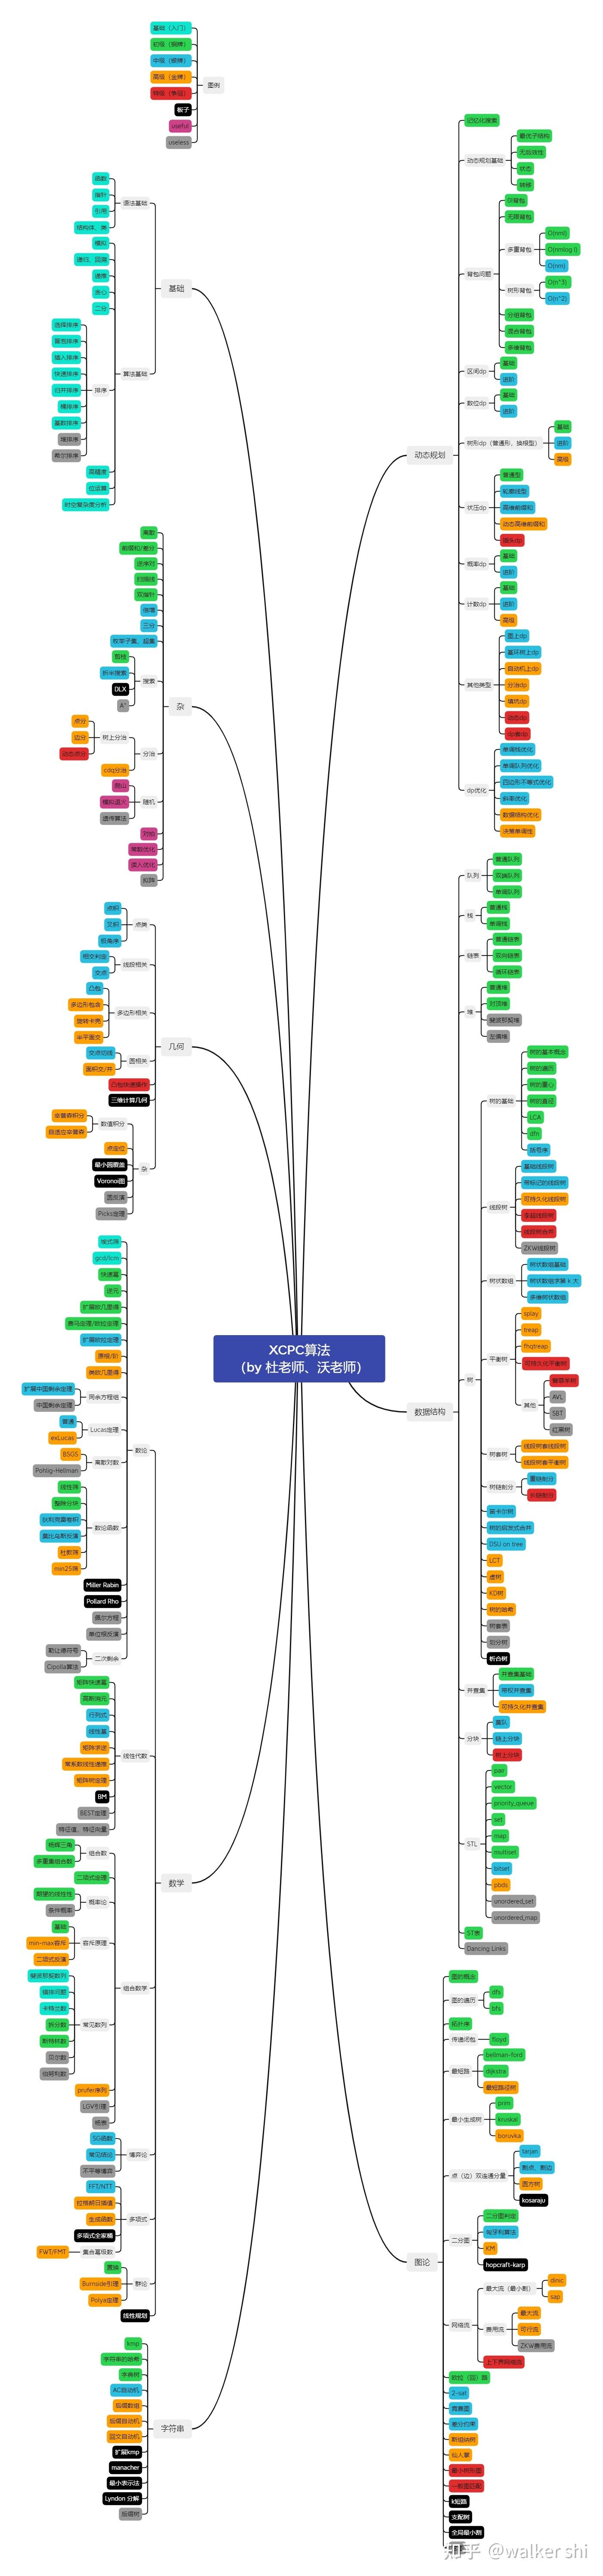 基础（入门）
初级（铜牌）
中级（银牌）
高级（金牌）
特级（季冠）
板子
useful
useless
图例
函数
指针
引用
结构体、类
语法基础
模拟
递归、回溯
递推
贪心
二分
选择排序
冒泡排序
插入排序
快速排序
归并排序
桶排序
基数排序
堆排序
希尔排序
排序
高精度
位运算
时空复杂度分析
算法基础
基础
离散
前缀和/差分
逆序对
扫描线
双指针
倍增
三分
枚举子集、超集
剪枝
折半搜索
DLX
A*
搜索
点分
边分
动态点分
树上分治
cdq分治
分治
爬山
模拟退火
遗传算法
随机
对拍
常数优化
读入优化
拟阵
杂
点积
叉积
极角序
点类
相交判定
交点
线段相关
凸包
多边形包含
旋转卡壳
半平面交
多边形相关
交点切线
面积交/并
圆相关
凸包快速操作
三维计算几何
辛普森积分
自适应辛普森
数值积分
点定位
最小圆覆盖
Voronoi图
圆反演
Picks定理
杂
几何
埃式筛
gcd/lcm
快速幂
逆元
扩展欧几里得
费马定理/欧拉定理
扩展欧拉定理
原根/阶
类欧几里得
扩展中国剩余定理
中国剩余定理
同余方程组
普通
exLucas
Lucas定理
BSGS
Pohlig-Hellman
离散对数
线性筛
整除分块
狄利克雷卷积
莫比乌斯反演
杜教筛
min25筛
数论函数
Miller Rabin
Pollard Rho
佩尔方程
单位根反演
勒让德符号
Cipolla算法
二次剩余
数论
矩阵快速幂
高斯消元
行列式
线性基
矩阵求逆
常系数线性递推
矩阵树定理
BM
BEST定理
特征值、特征向量
线性代数
杨辉三角
多重集组合数
组合数
二项式定理
期望的线性性
条件概率
概率论
基础
min-max容斥
二项式反演
容斥原理
斐波那契数列
错排问题
卡特兰数
拆分数
斯特林数
贝尔数
伯努利数
常见数列
prufer序列
LGV引理
杨表
组合数学
SG函数
常见结论
不平等博弈
博弈论
FFT/NTT
拉格朗日插值
生成函数
多项式全家桶
FWT/FMT
集合幂级数
多项式
置换
Burnside引理
Polya定理
群论
线性规划
数学
kmp
字符串的哈希
字典树
AC自动机
后缀数组
后缀自动机
回文自动机
扩展kmp
manacher
最小表示法
Lyndon 分解
后缀树
字符串
XCPC算法
（by 杜老师、沃老师）
动态规划
记忆化搜索
动态规划基础
最优子结构
无后效性
状态
转移
背包问题
01背包
无限背包
多重背包
O(nml)
O(nmlog l)
O(nm)
树形背包
O(n^3)
O(n^2)
分组背包
混合背包
多维背包
区间dp
基础
进阶
数位dp
基础
进阶
树形dp（普通形、换根型）
基础
进阶
高级
状压dp
普通型
轮廓线型
高维前缀和
动态高维前缀和
插头dp
概率dp
基础
进阶
计数dp
基础
进阶
高级
其他类型
图上dp
基环树上dp
自动机上dp
分治dp
填坑dp
动态dp
dp套dp
dp优化
单调栈优化
单调队列优化
四边形不等式优化
斜率优化
数据结构优化
决策单调性
数据结构
队列
普通队列
双端队列
单调队列
栈
普通栈
单调栈
链表
普通链表
双向链表
循环链表
堆
普通堆
对顶堆
斐波那契堆
左偏堆
树
树的基础
树的基本概念
树的遍历
树的重心
树的直径
LCA
dfn
括号序
线段树
基础线段树
带标记的线段树
可持久化线段树
李超线段树
线段树合并
ZKW线段树
树状数组
树状数组基础
树状数组求第 k 大
多维树状数组
平衡树
splay
treap
fhqtreap
可持久化平衡树
其他
替罪羊树
AVL
SBT
红黑树
树套树
线段树套线段树
线段树套平衡树
树链剖分
重链剖分
长链剖分
笛卡尔树
树的启发式合并
DSU on tree
LCT
虚树
KD树
树的哈希
树套表
划分树
析合树
并查集
并查集基础
带权并查集
可持久化并查集
分块
莫队
链上分块
树上分块
STL
pair
vector
priority_queue
set
map
multiset
bitset
pbds
unordered_set
unordered_map
ST表
Dancing Links
图论
图的概念
图的遍历
dfs
bfs
拓扑序
传递闭包
floyd
最短路
bellman-ford
dijkstra
最短路径树
最小生成树
prim
kruskal
boruvka
点（边）双连通分量
tarjan
割点、割边
圆方树
kosaraju
二分图
二分图判定
匈牙利算法
KM
hopcraft-karp
网络流
最大流（最小割）
dinic
sap
费用流
最大流
可行流
ZKW费用流
上下界网络流
欧拉（回）路
2-sat
竞赛图
差分约束
斯坦纳树
仙人掌
最小树形图
一般图匹配
k短路
支配树
全局最小割
知乎 @walker shi